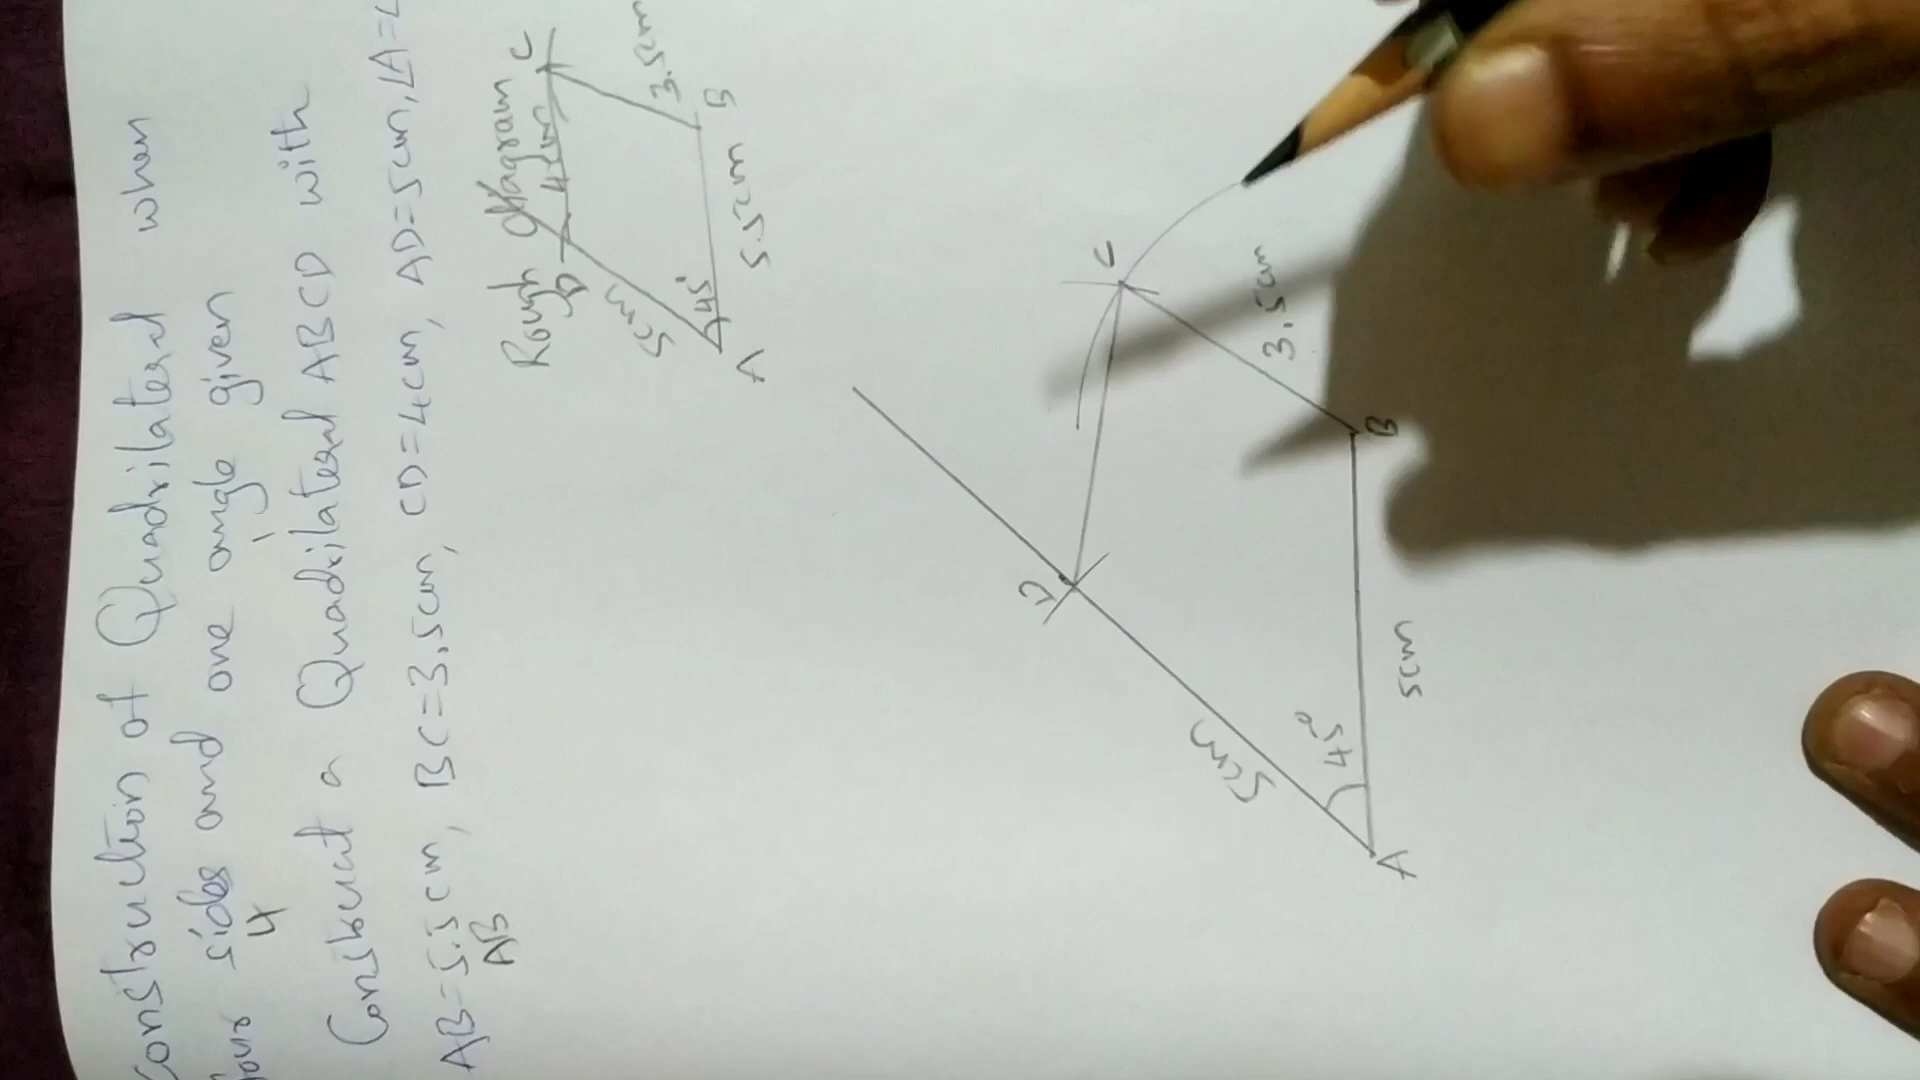 Construction of Quadrilateral when
four sides and one angle given
4
Construct a Quadrilateral ABCD with
AB=5.5cm, BC=3.5cm, CD=4cm, AD=5cm, ∠A=
AB
Rough diagram
D
4cm
C
5cm
3.5cm
45°
A
5.5cm
B
C
D
3.5cm
5cm
45°
B
A
5cm